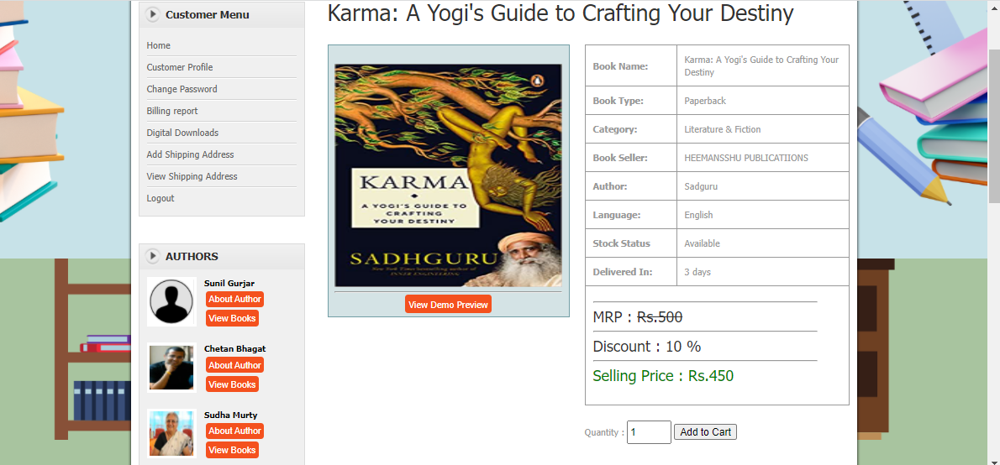 Customer Menu
Home
Customer Profile
Change Password
Billing report
Digital Downloads
Add Shipping Address
View Shipping Address
Logout
AUTHORS
Sunil Gurjar
About Author
View Books
Chetan Bhagat
About Author
View Books
Sudha Murty
About Author
View Books
Karma: A Yogi's Guide to Crafting Your Destiny
KARMA
A YOGI'S GUIDE TO
CRAFTING
YOUR DESTINY
SADHGURU
New York Times bestselling author of
INNER ENGINEERING
View Demo Preview
Book Name: Karma: A Yogi's Guide to Crafting Your
Destiny
Book Type: Paperback
Category: Literature & Fiction
Book Seller: HEEMANSSHU PUBLICATIIONS
Author: Sadguru
Language: English
Stock Status Available
Delivered In: 3 days
MRP : Rs.500
Discount : 10 %
Selling Price : Rs.450
Quantity : 1 Add to Cart